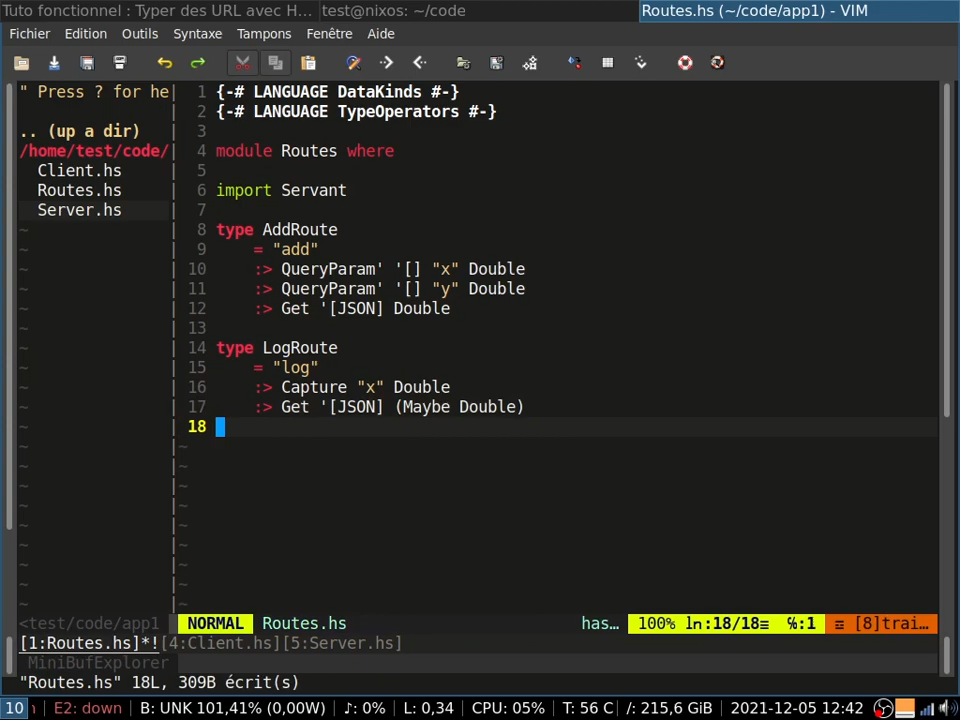 Tuto fonctionnel : Typer des URL avec H... test@nixos: ~/code Routes.hs (~/code/app1) - VIM
Fichier Edition Outils Syntaxe Tampons Fenêtre Aide
" Press ? for he
.. (up a dir)
/home/test/code/
Client.hs
Routes.hs
Server.hs
1 {-# LANGUAGE DataKinds #-}
2 {-# LANGUAGE TypeOperators #-}
3
4 module Routes where
5
6 import Servant
7
8 type AddRoute
9 = "add"
10 :> QueryParam' '[] "x" Double
11 :> QueryParam' '[] "y" Double
12 :> Get '[JSON] Double
13
14 type LogRoute
15 = "log"
16 :> Capture "x" Double
17 :> Get '[JSON] (Maybe Double)
18
<test/code/app1 NORMAL Routes.hs has… 100% ln:18/18≡ ℅:1 ≡ [8]trai…
[1:Routes.hs]*![4:Client.hs][5:Server.hs]
MiniBufExplorer
"Routes.hs" 18L, 309B écrit(s)
10 E2: down B: UNK 101,41% (0,00W) ♪: 0% L: 0,34 CPU: 05% T: 56 C /: 215,6 GiB 2021-12-05 12:42